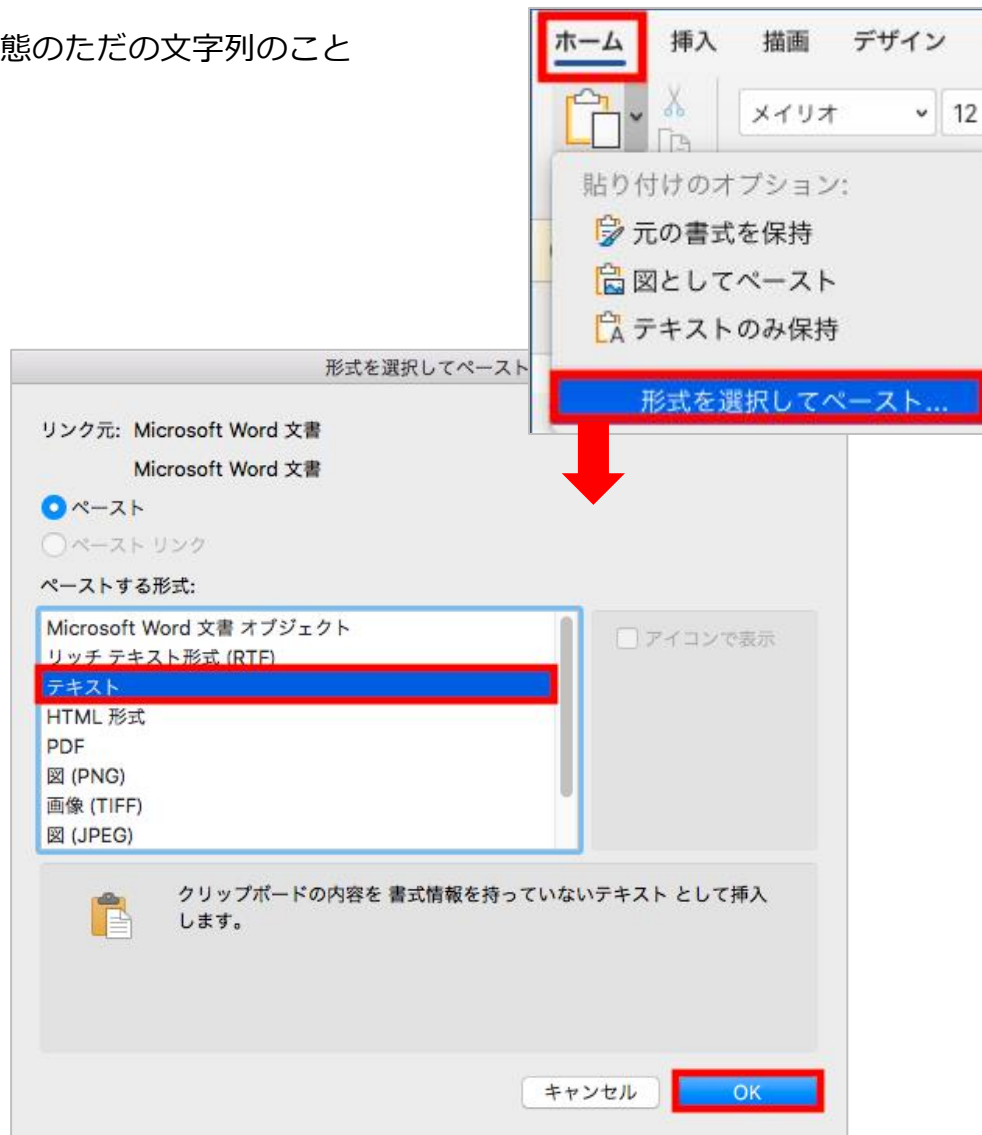 態のただの文字列のこと
ホーム 挿入 描画 デザイン
メイリオ 12
貼り付けのオプション:
元の書式を保持
図としてペースト
A テキストのみ保持
形式を選択してペースト...
形式を選択してペースト
リンク元: Microsoft Word 文書
Microsoft Word 文書
ペースト
ペースト リンク
ペーストする形式:
Microsoft Word 文書 オブジェクト
リッチ テキスト形式 (RTF)
テキスト
HTML 形式
PDF
図 (PNG)
画像 (TIFF)
図 (JPEG)
アイコンで表示
クリップボードの内容を 書式情報を持っていないテキスト として挿入
します。
キャンセル OK